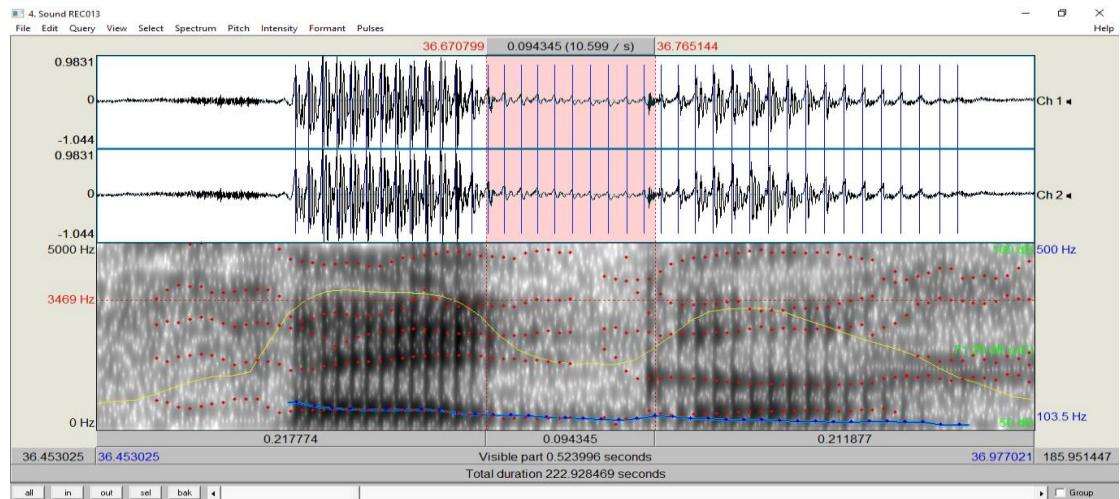 4. Sound REC013
File Edit Query View Select Spectrum Pitch Intensity Formant Pulses Help
36.670799 0.094345 (10.599 / s) 36.765144
0.9831
0 Ch 1
-1.044
0.9831
0 Ch 2
-1.044
5000 Hz 500 Hz
3469 Hz
0 Hz 50 dB 103.5 Hz
0.217774 0.094345 0.211877
36.453025 36.453025 Visible part 0.523996 seconds 36.977021 185.951447
Total duration 222.928469 seconds
all in out sel bak Group